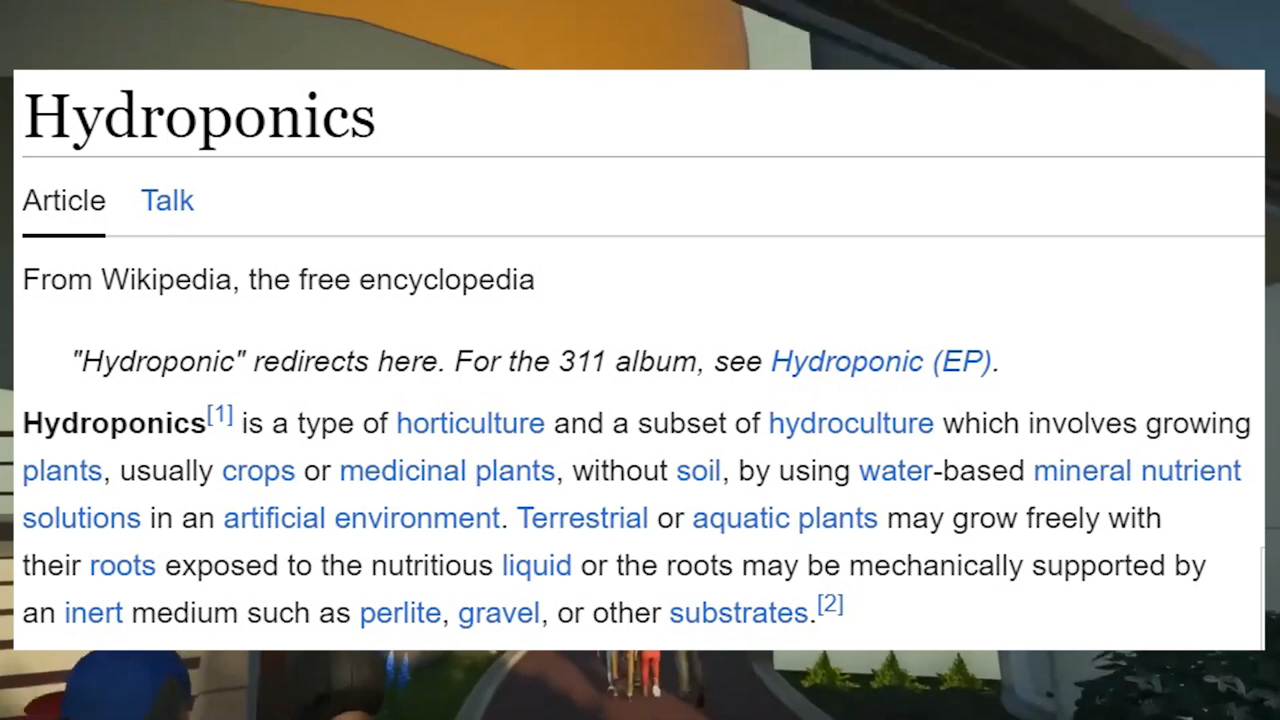 Hydroponics
Article Talk
From Wikipedia, the free encyclopedia
"Hydroponic" redirects here. For the 311 album, see Hydroponic (EP).
Hydroponics[1] is a type of horticulture and a subset of hydroculture which involves growing
plants, usually crops or medicinal plants, without soil, by using water-based mineral nutrient
solutions in an artificial environment. Terrestrial or aquatic plants may grow freely with
their roots exposed to the nutritious liquid or the roots may be mechanically supported by
an inert medium such as perlite, gravel, or other substrates.[2]